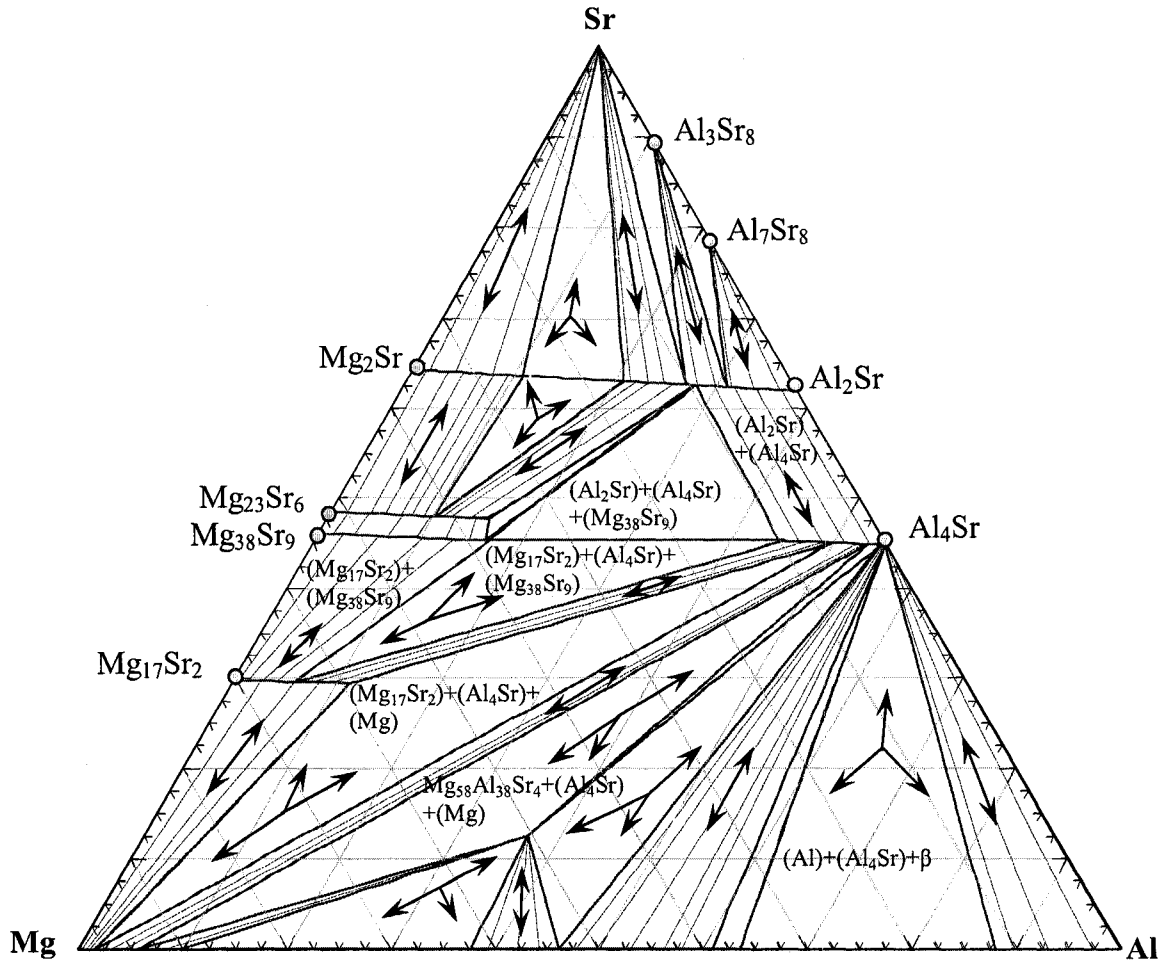 Sr
Al₃Sr₈
Al₇Sr₈
Mg₂Sr
Al₂Sr
(Al₂Sr)
+(Al₄Sr)
Mg₂₃Sr₆
(Al₂Sr)+(Al₄Sr)
+(Mg₃₈Sr₉)
Mg₃₈Sr₉
Al₄Sr
(Mg₁₇Sr₂)+
(Mg₃₈Sr₉)
(Mg₁₇Sr₂)+(Al₄Sr)+
(Mg₃₈Sr₉)
Mg₁₇Sr₂
(Mg₁₇Sr₂)+(Al₄Sr)+
(Mg)
Mg₅₈Al₃₈Sr₄+(Al₄Sr)
+(Mg)
(Al)+(Al₄Sr)+β
Mg
Al